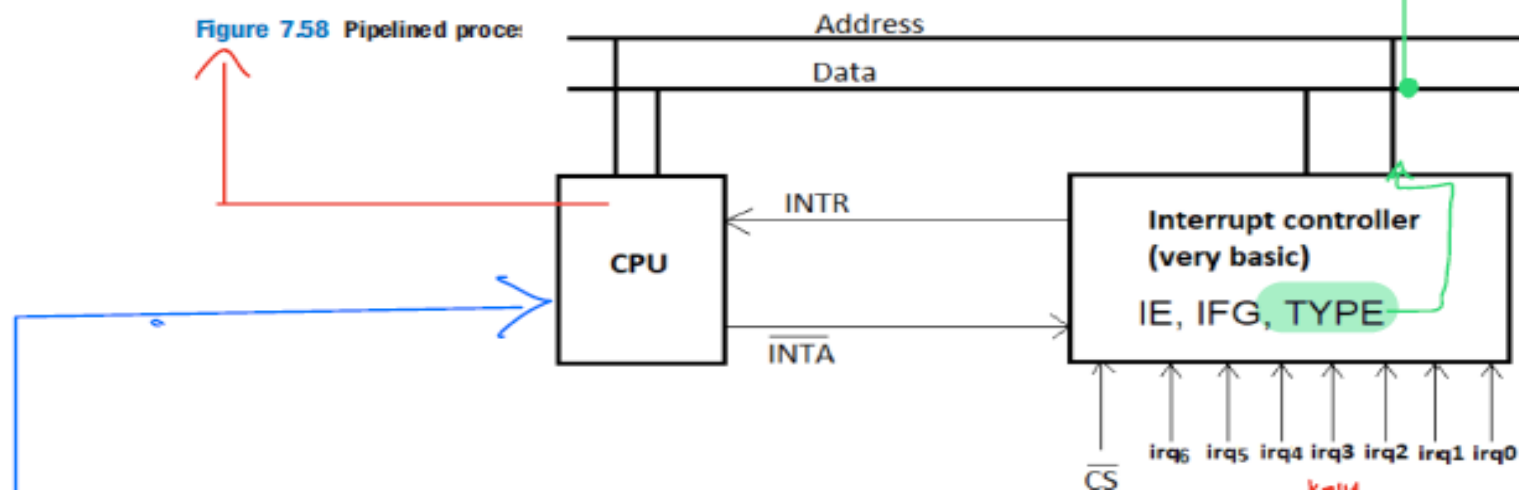 Figure 7.58 Pipelined proce
Address
Data
INTR
Interrupt controller
(very basic)
CPU
IE, IFG, TYPE
INTA
irq6 irq5 irq4 irq3 irq2 irq1 irq0
CS